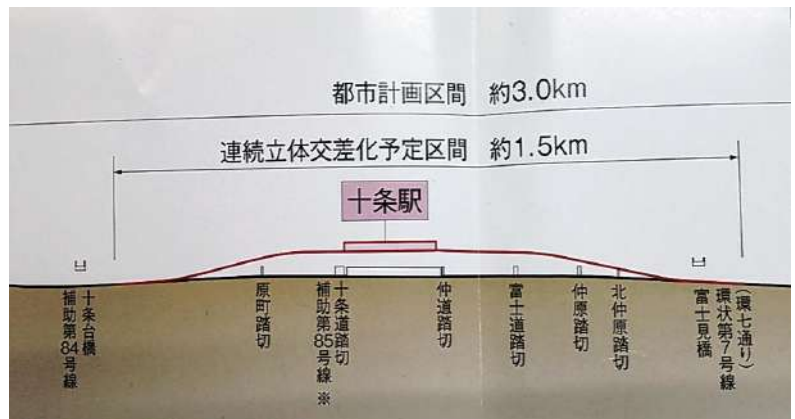 都市計画区間 約3.0km
連続立体交差化予定区間 約1.5km
十条駅
十条台橋
補助第84号線
原町踏切
十条道踏切
補助第85号線※
仲道踏切
富士道踏切
仲原踏切
北仲原踏切
富士見橋
環状第7号線
(環七通り)